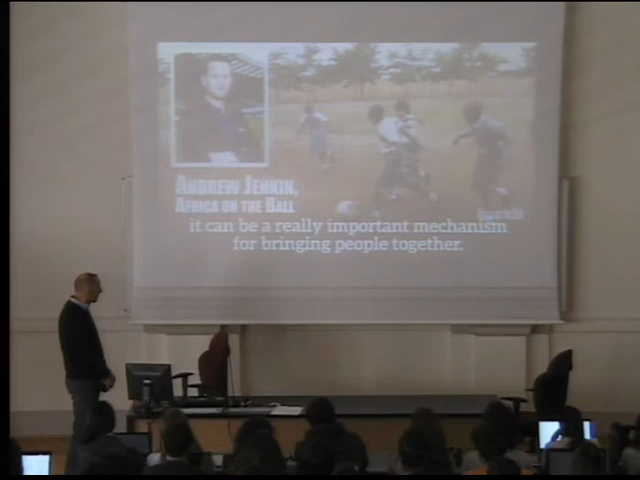 ANDREW JENKIN,
AFRICA ON THE BALL
it can be a really important mechanism
for bringing people together.